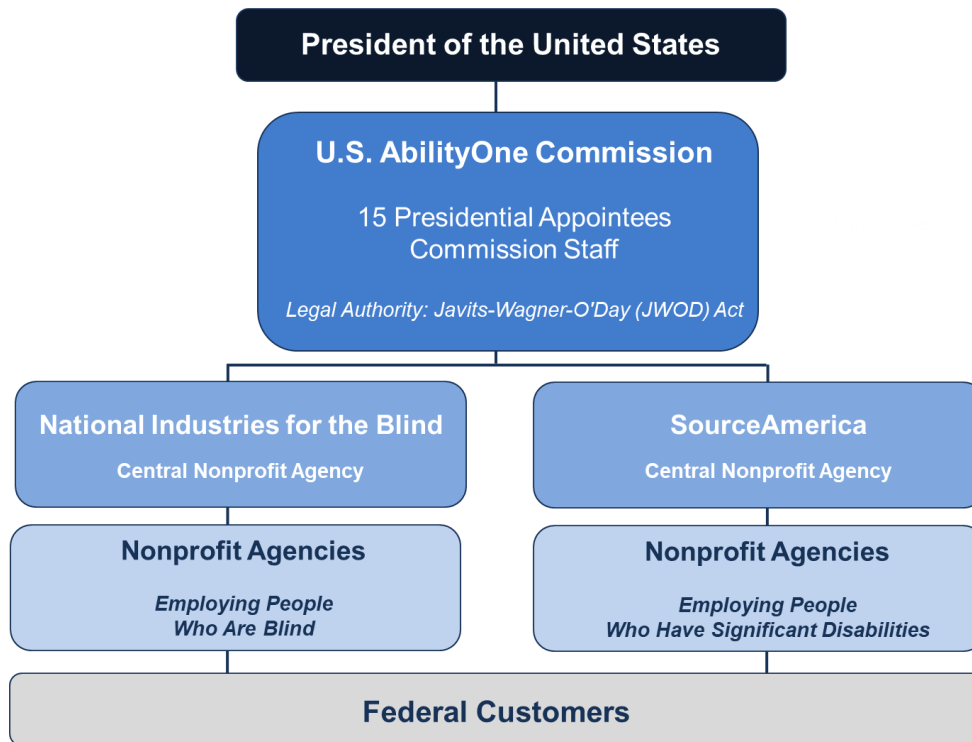 President of the United States
U.S. AbilityOne Commission
15 Presidential Appointees
Commission Staff
Legal Authority: Javits-Wagner-O'Day (JWOD) Act
National Industries for the Blind
Central Nonprofit Agency
SourceAmerica
Central Nonprofit Agency
Nonprofit Agencies
Employing People
Who Are Blind
Nonprofit Agencies
Employing People
Who Have Significant Disabilities
Federal Customers